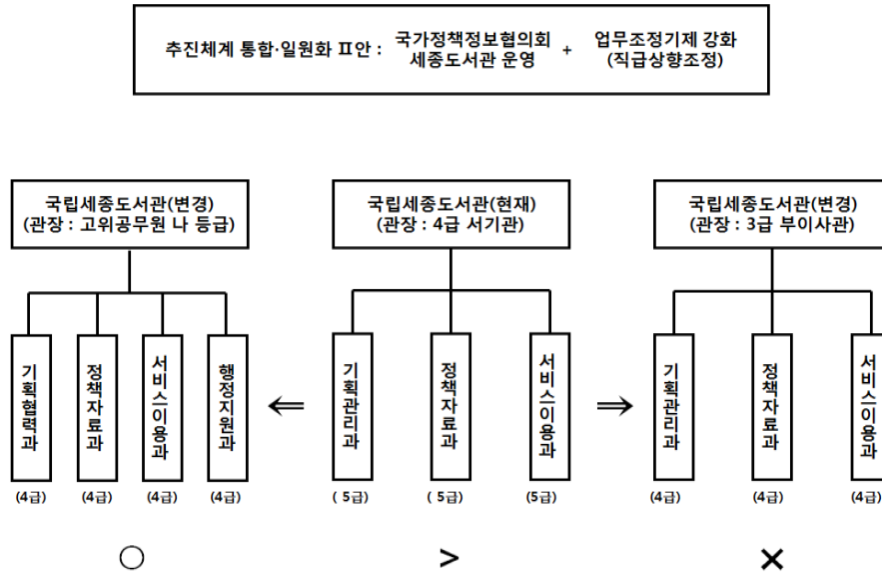 추진체계 통합·일원화 Ⅱ안 : 국가정책정보협의회 세종도서관 운영 + 업무조정기제 강화 (직급상향조정)
국립세종도서관(변경)
(관장 : 고위공무원 나 등급)
국립세종도서관(현재)
(관장 : 4급 서기관)
국립세종도서관(변경)
(관장 : 3급 부이사관)
기획협력과
정책자료과
서비스이용과
행정지원과
⇐
기획관리과
정책자료과
서비스이용과
⇒
기획관리과
정책자료과
서비스이용과
(4급)
(4급)
(4급)
(4급)
( 5급)
( 5급)
(5급)
(4급)
(4급)
(4급)
○
>
×